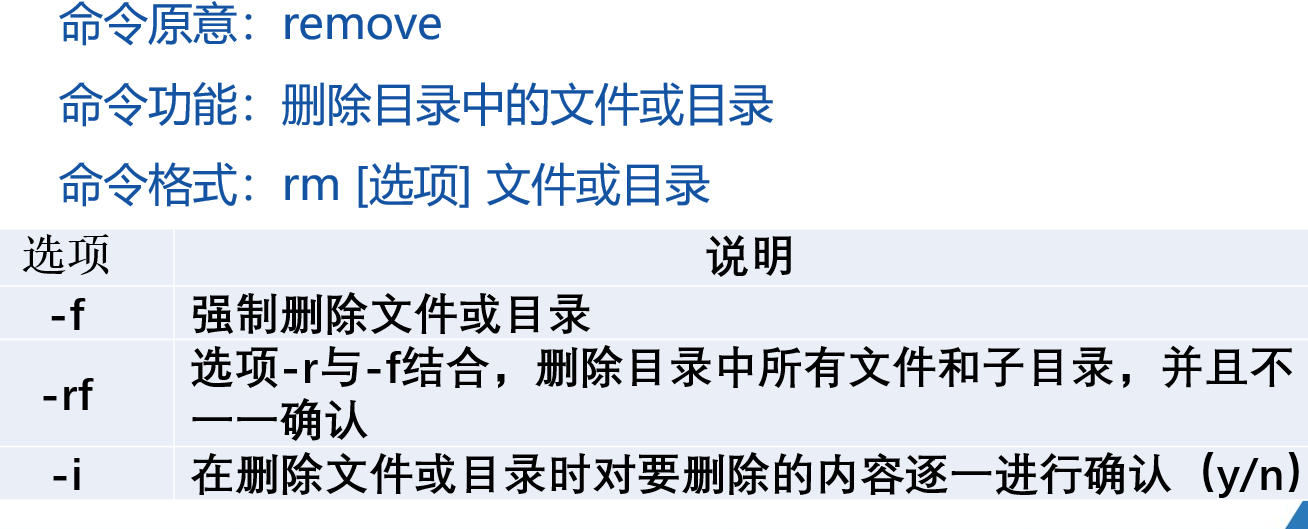 命令原意：remove
命令功能：删除目录中的文件或目录
命令格式：rm [选项] 文件或目录
选项 说明
-f 强制删除文件或目录
-rf 选项-r与-f结合，删除目录中所有文件和子目录，并且不
一一确认
-i 在删除文件或目录时对要删除的内容逐一进行确认（y/n）